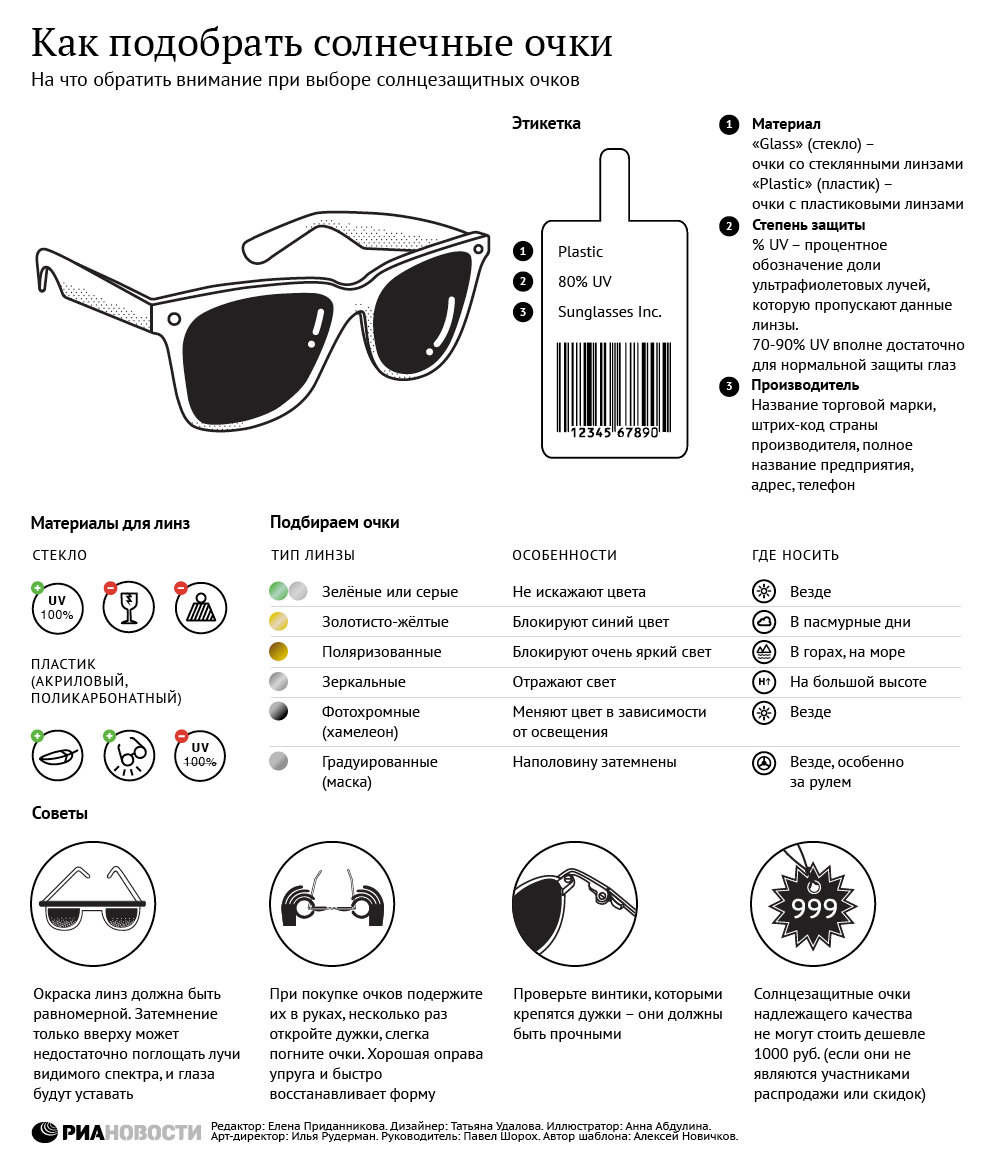 Как подобрать солнечные очки
На что обратить внимание при выборе солнцезащитных очков
Этикетка
1 Plastic
2 80% UV
3 Sunglasses Inc.
12345 67890
1 Материал
«Glass» (стекло) –
очки со стеклянными линзами
«Plastic» (пластик) –
очки с пластиковыми линзами
2 Степень защиты
% UV – процентное
обозначение доли
ультрафиолетовых лучей,
которую пропускают данные
линзы.
70-90% UV вполне достаточно
для нормальной защиты глаз
3 Производитель
Название торговой марки,
штрих-код страны
производителя, полное
название предприятия,
адрес, телефон
Материалы для линз
СТЕКЛО
UV
100%
ПЛАСТИК
(АКРИЛОВЫЙ,
ПОЛИКАРБОНАТНЫЙ)
UV
100%
Подбираем очки
ТИП ЛИНЗЫ ОСОБЕННОСТИ ГДЕ НОСИТЬ
Зелёные или серые Не искажают цвета Везде
Золотисто-жёлтые Блокируют синий цвет В пасмурные дни
Поляризованные Блокируют очень яркий свет В горах, на море
Зеркальные Отражают свет H↑ На большой высоте
Фотохромные Меняют цвет в зависимости Везде
(хамелеон) от освещения
Градуированные Наполовину затемнены Везде, особенно
(маска) за рулем
Советы
999
Окраска линз должна быть
равномерной. Затемнение
только вверху может
недостаточно поглощать лучи
видимого спектра, и глаза
будут уставать
При покупке очков подержите
их в руках, несколько раз
откройте дужки, слегка
погните очки. Хорошая оправа
упруга и быстро
восстанавливает форму
Проверьте винтики, которыми
крепятся дужки – они должны
быть прочными
Солнцезащитные очки
надлежащего качества
не могут стоить дешевле
1000 руб. (если они не
являются участниками
распродажи или скидок)
РИАНОВОСТИ
Редактор: Елена Приданникова. Дизайнер: Татьяна Удалова. Иллюстратор: Анна Абдулина.
Арт-директор: Илья Рудерман. Руководитель: Павел Шорох. Автор шаблона: Алексей Новичков.